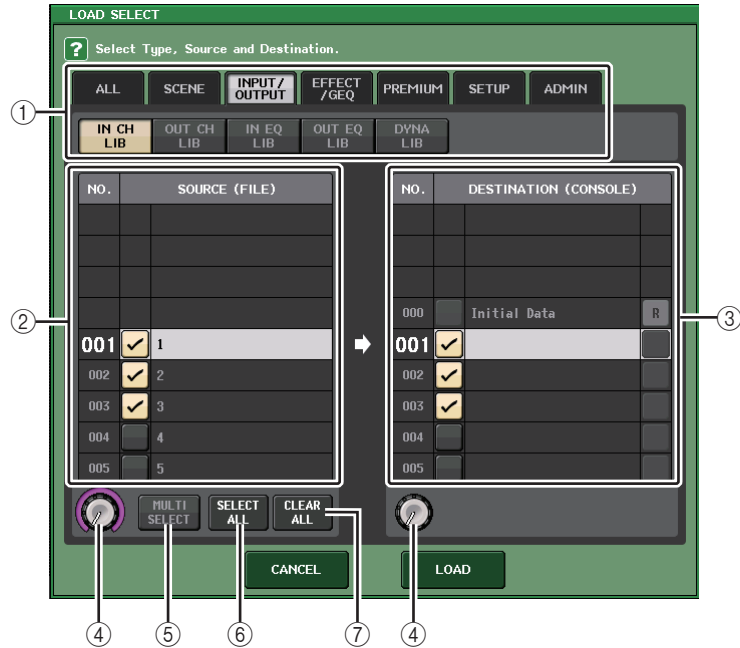 LOAD SELECT
? Select Type, Source and Destination.
ALL SCENE INPUT/ OUTPUT EFFECT /GEQ PREMIUM SETUP ADMIN
①
IN CH LIB OUT CH LIB IN EQ LIB OUT EQ LIB DYNA LIB
NO. SOURCE (FILE) NO. DESTINATION (CONSOLE)
000 Initial Data R
② ③
001 1 001
002 2 002
003 3 003
004 4 004
005 5 005
MULTI SELECT SELECT ALL CLEAR ALL
CANCEL LOAD
④ ⑤ ⑥ ⑦ ④